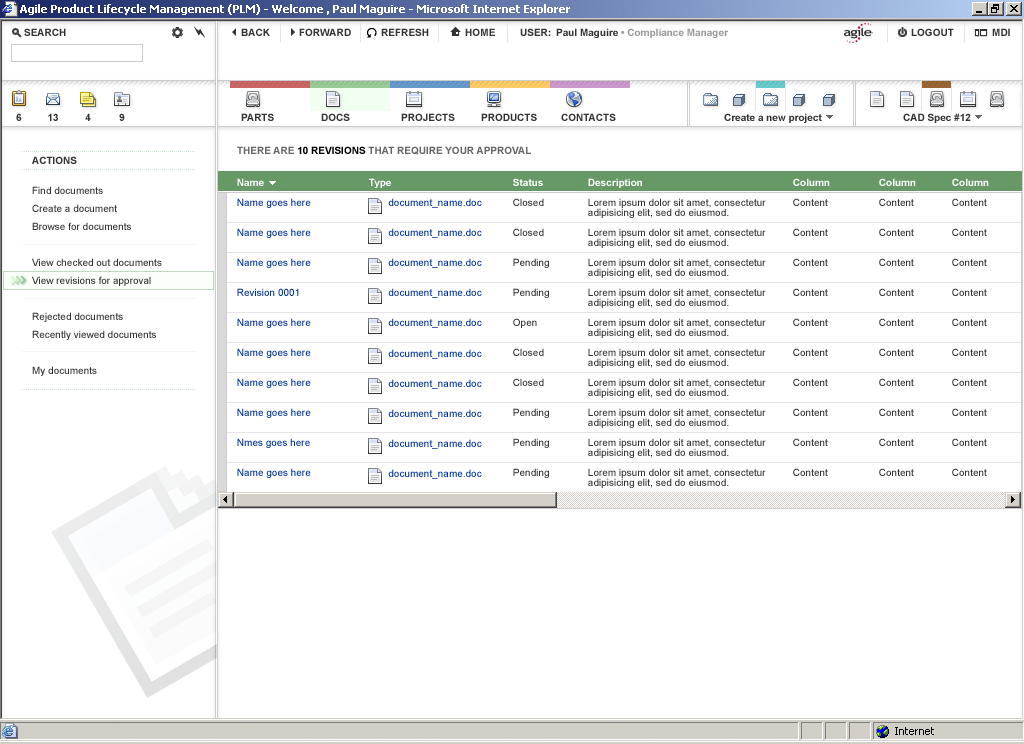 Agile Product Lifecycle Management (PLM) - Welcome , Paul Maguire - Microsoft Internet Explorer
SEARCH
BACK FORWARD REFRESH HOME USER: Paul Maguire • Compliance Manager agile LOGOUT MDI
6 13 4 9
PARTS DOCS PROJECTS PRODUCTS CONTACTS Create a new project CAD Spec #12
ACTIONS
Find documents
Create a document
Browse for documents
View checked out documents
View revisions for approval
Rejected documents
Recently viewed documents
My documents
THERE ARE 10 REVISIONS THAT REQUIRE YOUR APPROVAL
Name Type Status Description Column Column Column
Name goes here document_name.doc Closed Lorem ipsum dolor sit amet, consectetur Content Content Content
adipisicing elit, sed do eiusmod.
Name goes here document_name.doc Closed Lorem ipsum dolor sit amet, consectetur Content Content Content
adipisicing elit, sed do eiusmod.
Name goes here document_name.doc Pending Lorem ipsum dolor sit amet, consectetur Content Content Content
adipisicing elit, sed do eiusmod.
Revision 0001 document_name.doc Pending Lorem ipsum dolor sit amet, consectetur Content Content Content
adipisicing elit, sed do eiusmod.
Name goes here document_name.doc Open Lorem ipsum dolor sit amet, consectetur Content Content Content
adipisicing elit, sed do eiusmod.
Name goes here document_name.doc Closed Lorem ipsum dolor sit amet, consectetur Content Content Content
adipisicing elit, sed do eiusmod.
Name goes here document_name.doc Closed Lorem ipsum dolor sit amet, consectetur Content Content Content
adipisicing elit, sed do eiusmod.
Name goes here document_name.doc Pending Lorem ipsum dolor sit amet, consectetur Content Content Content
adipisicing elit, sed do eiusmod.
Nmes goes here document_name.doc Pending Lorem ipsum dolor sit amet, consectetur Content Content Content
adipisicing elit, sed do eiusmod.
Name goes here document_name.doc Pending Lorem ipsum dolor sit amet, consectetur Content Content Content
adipisicing elit, sed do eiusmod.
Internet